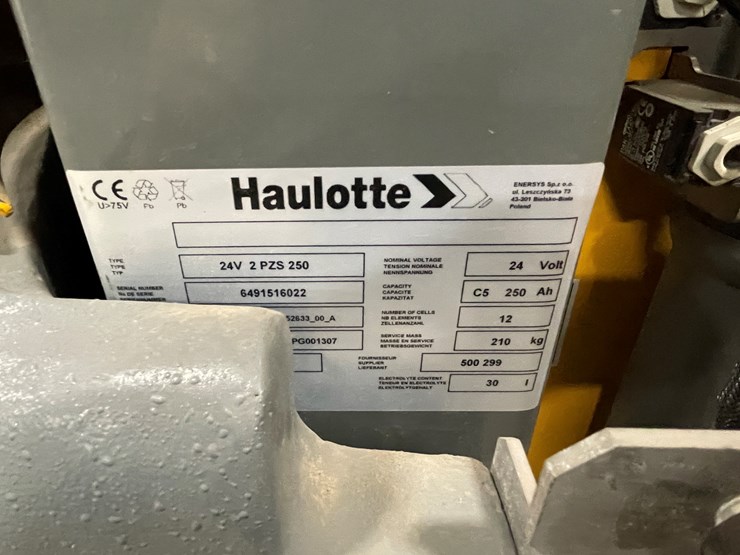 CE
U>75V
Pb
Pb
Haulotte
ENERSYS Sp.z o.o.
ul. Leszczyńska 73
43-301 Bielsko-Biala
Poland
TYPE
TYPE
TYP
24V 2 PZS 250
NOMINAL VOLTAGE
TENSION NOMINALE
NENNSPANNUNG
24 Volt
SERIAL NUMBER
No DE SERIE
6491516022
CAPACITY
CAPACITE
KAPAZITAT
C5 250 Ah
52633_00_A
NUMBER OF CELLS
NB ELEMENTS
ZELLENANZAHL
12
PG001307
SERVICE MASS
MASSE EN SERVICE
BETRIEBSGEWICHT
210 kg
FOURNISSEUR
SUPPLIER
LIEFERANT
500 299
ELECTROLYTE CONTENT
TENEUR EN ELECTROLYTE
ELEKTROLYTGEHALT
30 l